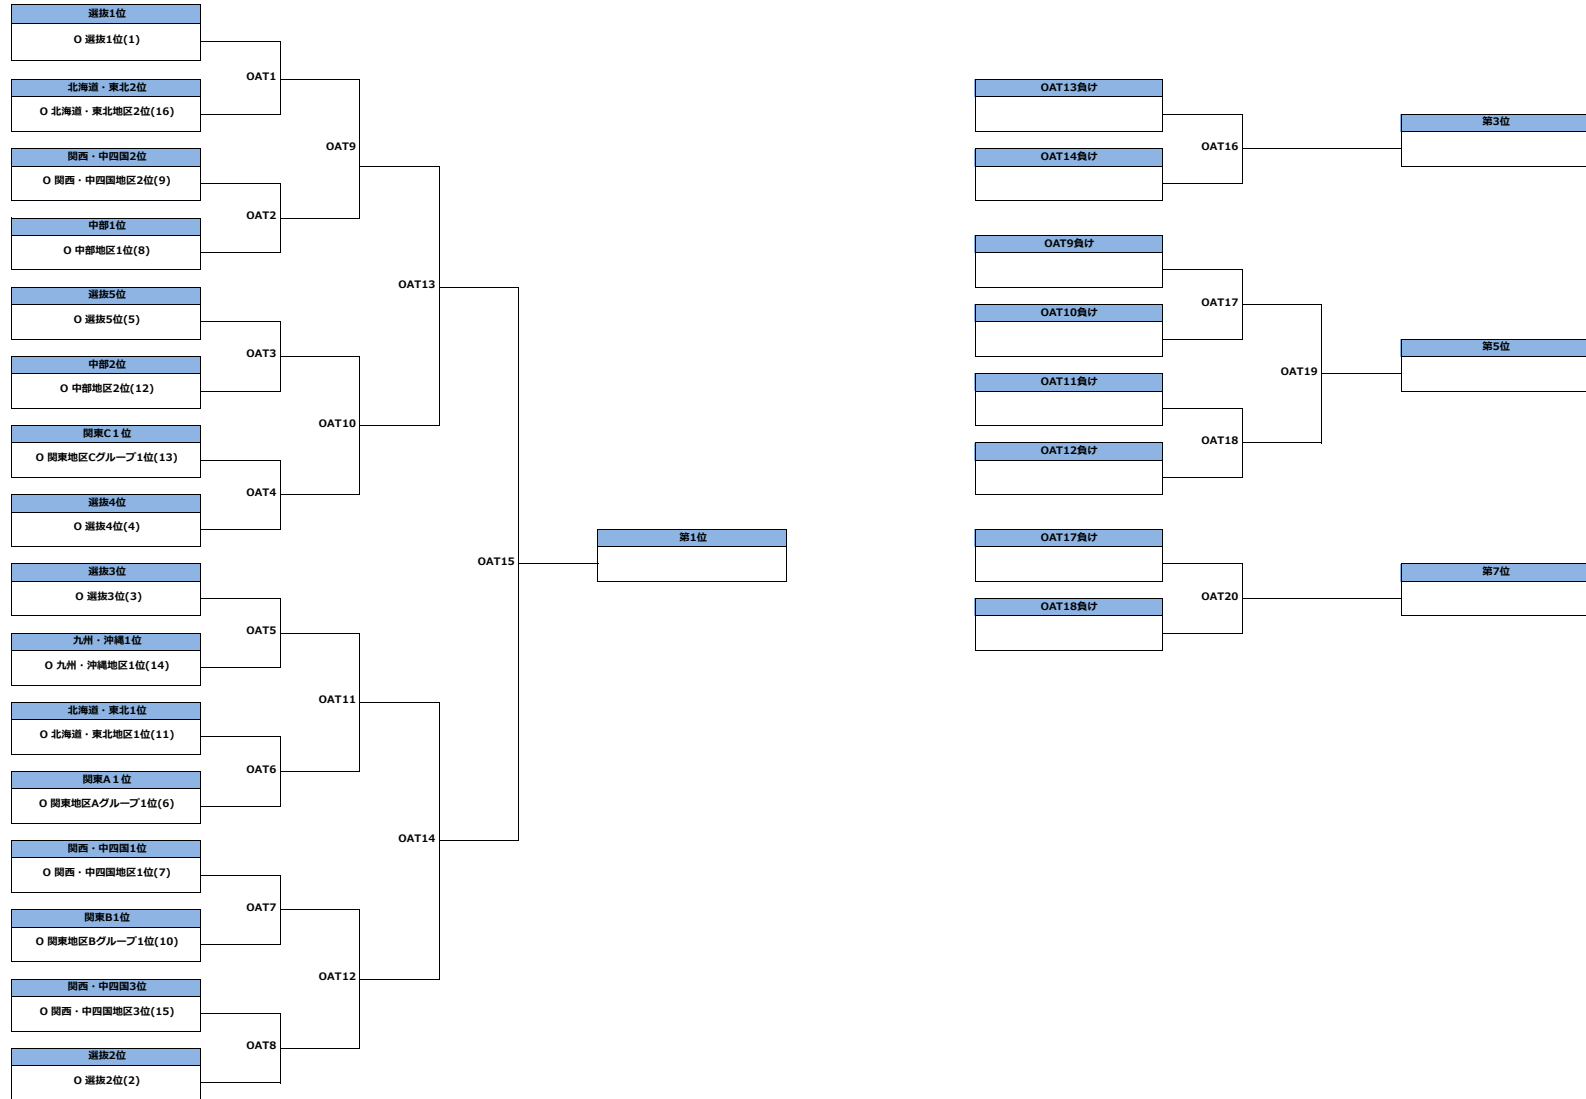 選抜1位
O 選抜1位(1)
OAT1
北海道・東北2位
O 北海道・東北地区2位(16)
OAT9
関西・中四国2位
O 関西・中四国地区2位(9)
OAT2
中部1位
O 中部地区1位(8)
OAT13
選抜5位
O 選抜5位(5)
OAT3
中部2位
O 中部地区2位(12)
OAT10
関東C１位
O 関東地区Cグループ1位(13)
OAT4
選抜4位
O 選抜4位(4)
OAT15
第1位
選抜3位
O 選抜3位(3)
OAT5
九州・沖縄1位
O 九州・沖縄地区1位(14)
OAT11
北海道・東北1位
O 北海道・東北地区1位(11)
OAT6
関東A１位
O 関東地区Aグループ1位(6)
OAT14
関西・中四国1位
O 関西・中四国地区1位(7)
OAT7
関東B1位
O 関東地区Bグループ1位(10)
OAT12
関西・中四国3位
O 関西・中四国地区3位(15)
OAT8
選抜2位
O 選抜2位(2)
OAT13負け
OAT16
第3位
OAT14負け
OAT9負け
OAT17
OAT10負け
OAT19
第5位
OAT11負け
OAT18
OAT12負け
OAT17負け
OAT20
第7位
OAT18負け